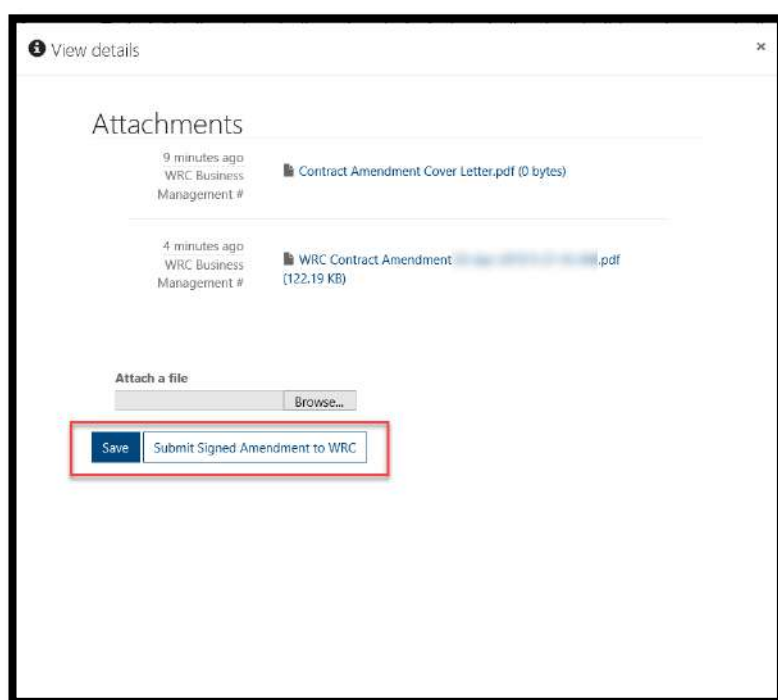 View details
×
Attachments
9 minutes ago
WRC Business
Management #
Contract Amendment Cover Letter.pdf (0 bytes)
4 minutes ago
WRC Business
Management #
WRC Contract Amendment .pdf
(122.19 KB)
Attach a file
Browse...
Save Submit Signed Amendment to WRC